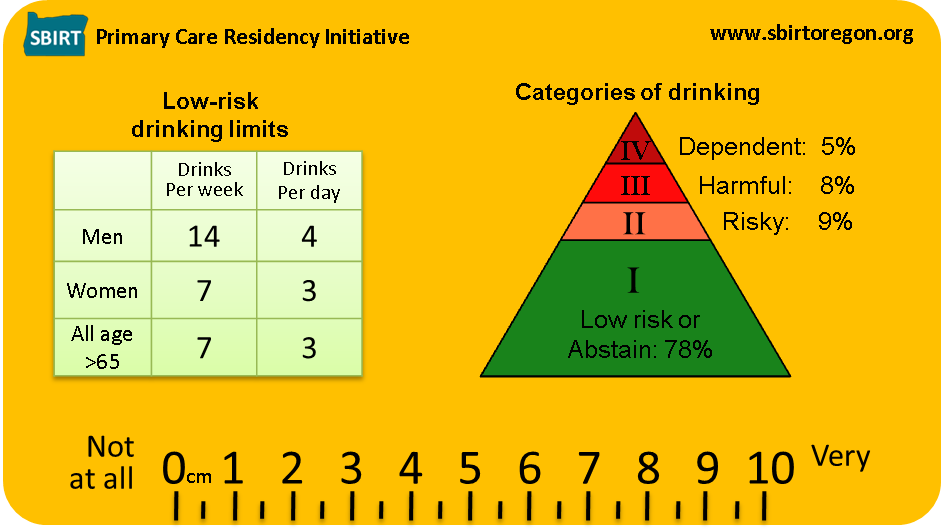 SBIRT
Primary Care Residency Initiative
www.sbirtoregon.org
Low-risk
drinking limits
Drinks
Per week
Drinks
Per day
Men 14 4
Women 7 3
All age
>65
7 3
Categories of drinking
IV Dependent: 5%
III Harmful: 8%
II Risky: 9%
I
Low risk or
Abstain: 78%
Not
at all
0cm 1 2 3 4 5 6 7 8 9 10
Very